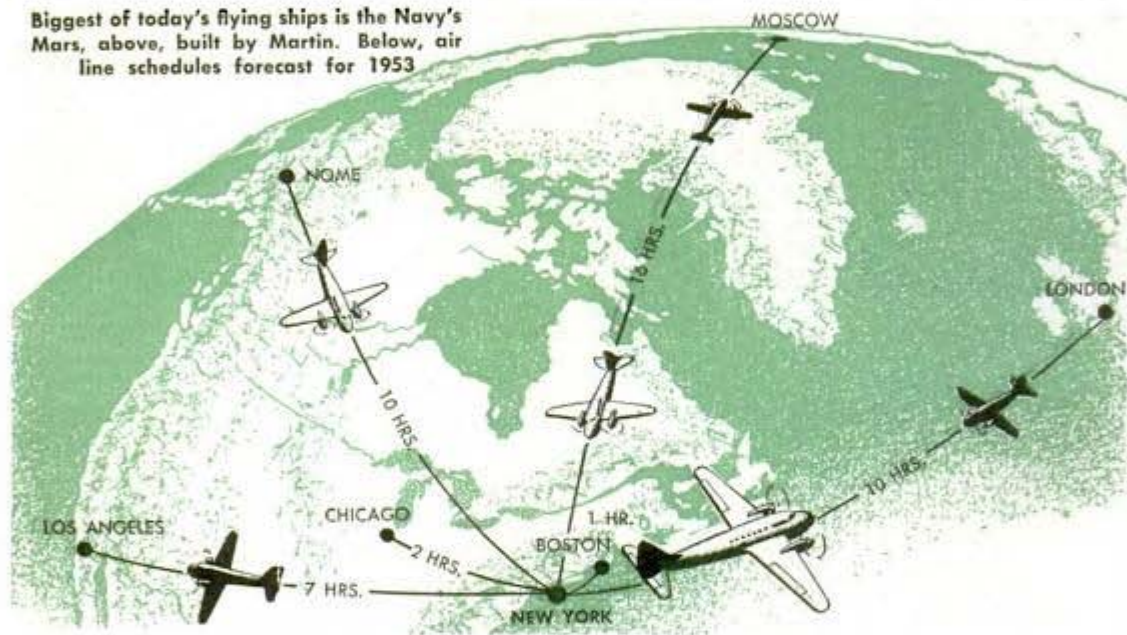 Biggest of today's flying ships is the Navy's
Mars, above, built by Martin. Below, air
line schedules forecast for 1953
MOSCOW
NOME
16 HRS.
LONDON
10 HRS.
10 HRS.
LOS ANGELES
CHICAGO
1 HR.
BOSTON
2 HRS.
7 HRS.
NEW YORK